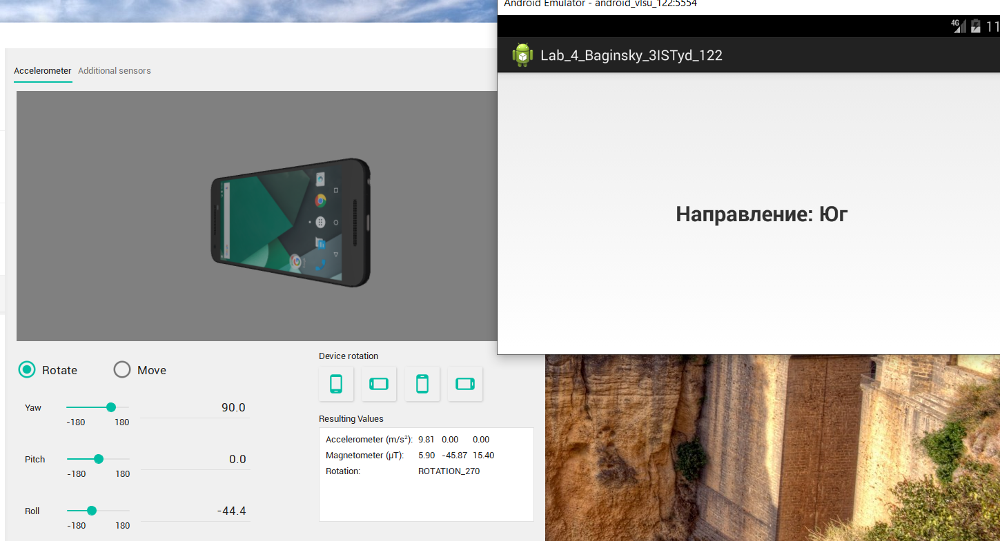 Android Emulator - android_vlsu_122:5554
4G 11
Lab_4_Baginsky_3ISTyd_122
Accelerometer Additional sensors
Направление: Юг
Rotate Move
Yaw 90.0
-180 180
Pitch 0.0
-180 180
Roll -44.4
-180 180
Device rotation
Resulting Values
Accelerometer (m/s²): 9.81 0.00 0.00
Magnetometer (μT): 5.90 -45.87 15.40
Rotation: ROTATION_270